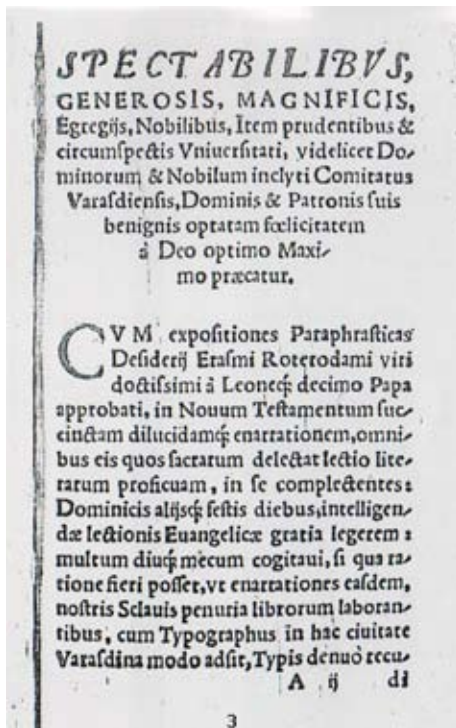 SPECTABILIBVS,
GENEROSIS, MAGNIFICIS,
Egregijs, Nobilibus, Item prudentibus &
circumſpectis Vniuerſitati, videlicet Do-
minorum & Nobilum inclyti Comitatus
Varaſdienſis, Dominis & Patronis ſuis
benignis optatam fœlicitatem
à Deo optimo Maxi-
mo præcatur.
CVM expoſitiones Paraphraſticas
Deſiderij Eraſmi Roterodami viri
doctiſſimi à Leoneq́; decimo Papa
approbati, in Nouum Teſtamentum ſuc-
cinctam dilucidamq́; enarrationem, omni-
bus eis quos ſacrarum delectat lectio lite-
rarum proficuam, in ſe complectentes:
Dominicis alijsq́; feſtis diebus, intelligen
dæ lectionis Euangelicæ gratia legerem:
multum diuq́; mecum cogitaui, ſi qua ra-
tione fieri poſſet, vt enarrationes eaſdem,
noſtris Sclauis penuria librorum laboran-
tibus, cum Typographus in hac ciuitate
Varaſdina modo adſit, Typis denuò recu-
A ij di
3